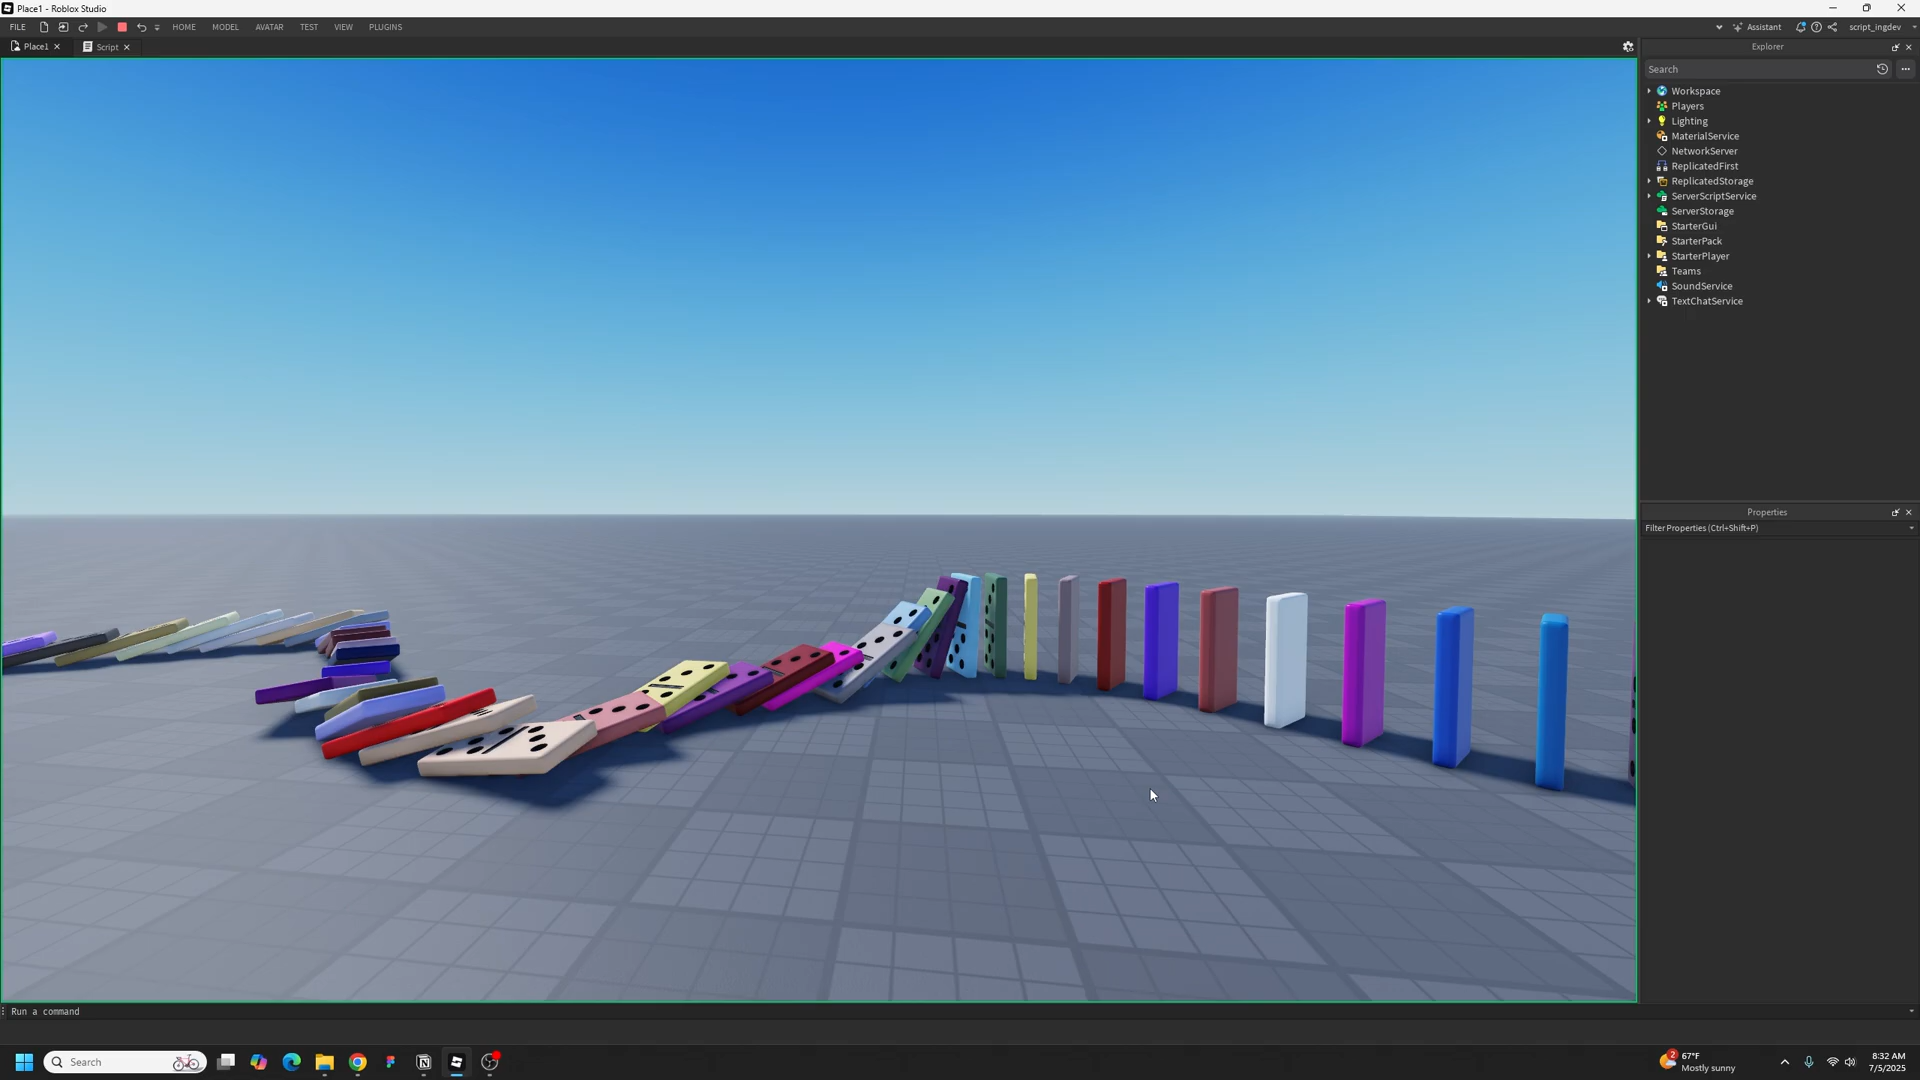 Place1 - Roblox Studio
FILE
HOME
MODEL
AVATAR
TEST
VIEW
PLUGINS
Assistant
script_ingdev
Place1
Script
Explorer
Search
Workspace
Players
Lighting
MaterialService
NetworkServer
ReplicatedFirst
ReplicatedStorage
ServerScriptService
ServerStorage
StarterGui
StarterPack
StarterPlayer
Teams
SoundService
TextChatService
Properties
Filter Properties (Ctrl+Shift+P)
Run a command
Search
2
67°F
Mostly sunny
8:32 AM
7/5/2025